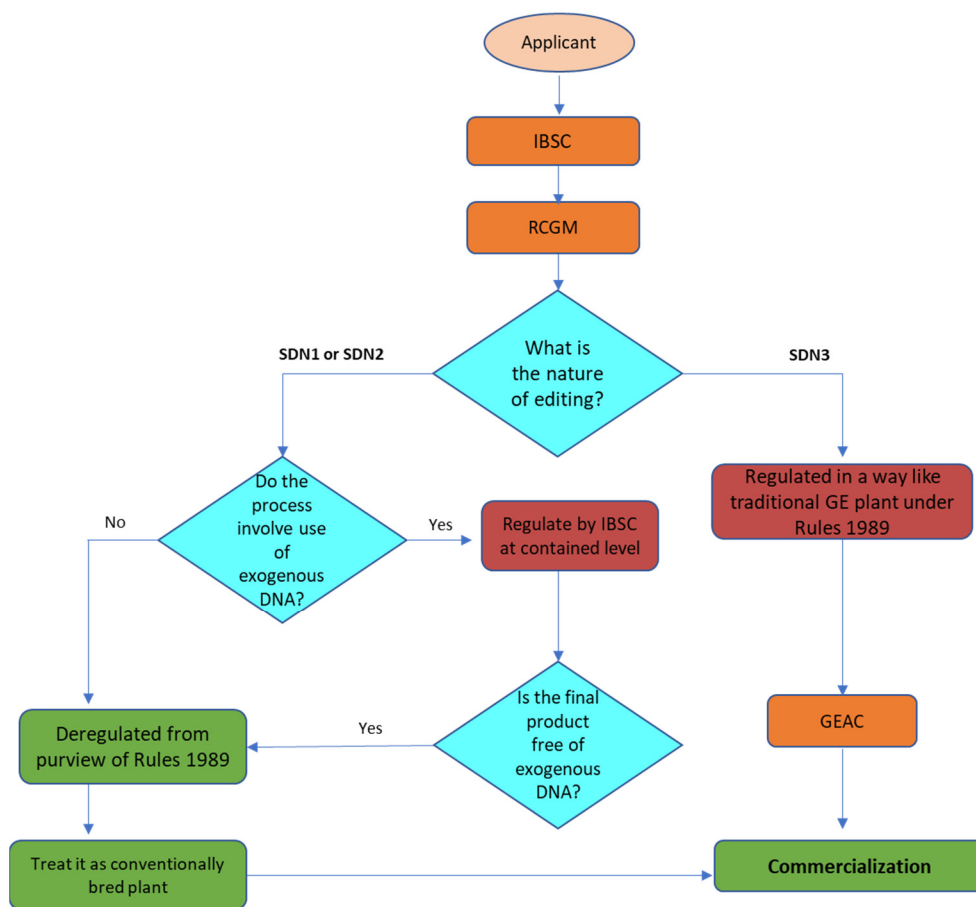 Applicant
IBSC
RCGM
What is
the nature
of editing?
SDN1 or SDN2
SDN3
Do the
process
involve use
of
exogenous
DNA?
No
Yes
Regulate by IBSC
at contained level
Regulated in a way like
traditional GE plant under
Rules 1989
Is the final
product
free of
exogenous
DNA?
Yes
Deregulated from
purview of Rules 1989
GEAC
Treat it as conventionally
bred plant
Commercialization